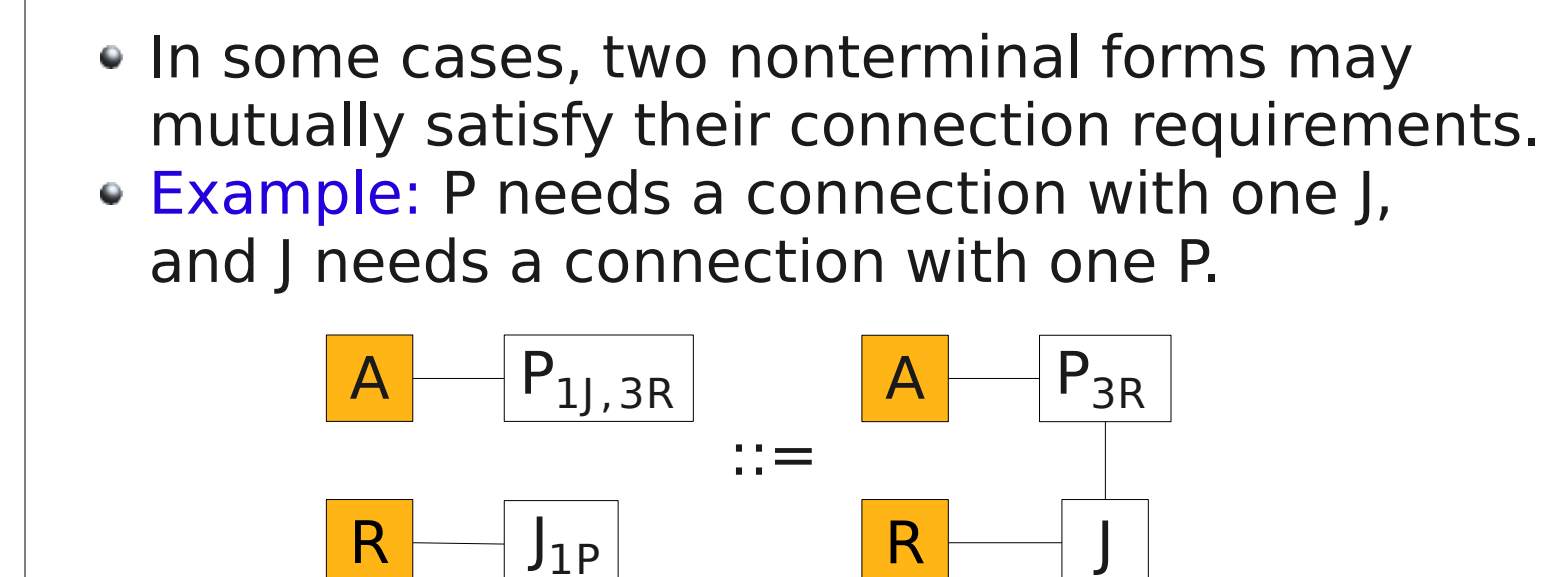 In some cases, two nonterminal forms may
mutually satisfy their connection requirements.
Example: P needs a connection with one J,
and J needs a connection with one P.
A P1J,3R A P3R
::=
R J1P R J